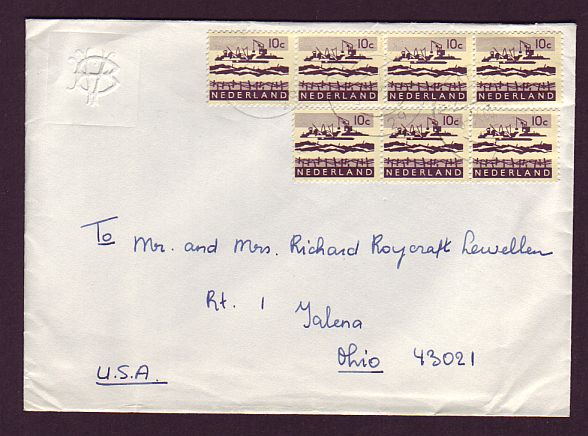 10c 10c 10c 10c
NEDERLAND NEDERLAND NEDERLAND NEDERLAND
10c 10c 10c
NEDERLAND NEDERLAND NEDERLAND
To
Mr. and Mrs. Richard Roycraft Lewellen
Rt. 1
Galena
Ohio 43021
U.S.A.